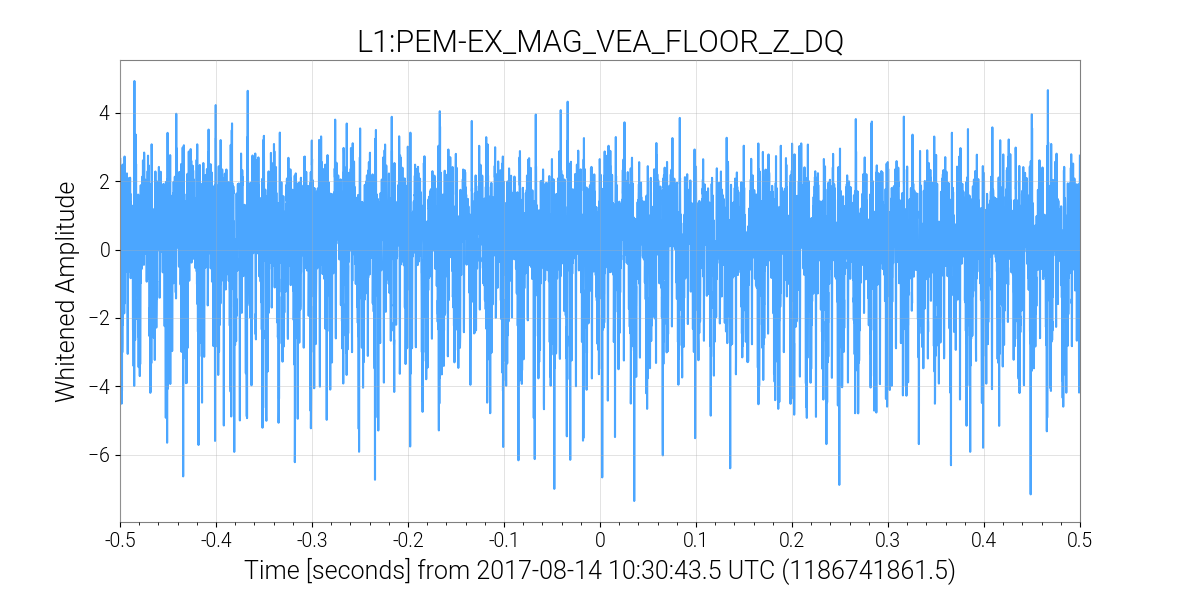 L1:PEM-EX_MAG_VEA_FLOOR_Z_DQ
Whitened Amplitude
4
2
0
−2
−4
−6
-0.5 -0.4 -0.3 -0.2 -0.1 0 0.1 0.2 0.3 0.4 0.5
Time [seconds] from 2017-08-14 10:30:43.5 UTC (1186741861.5)